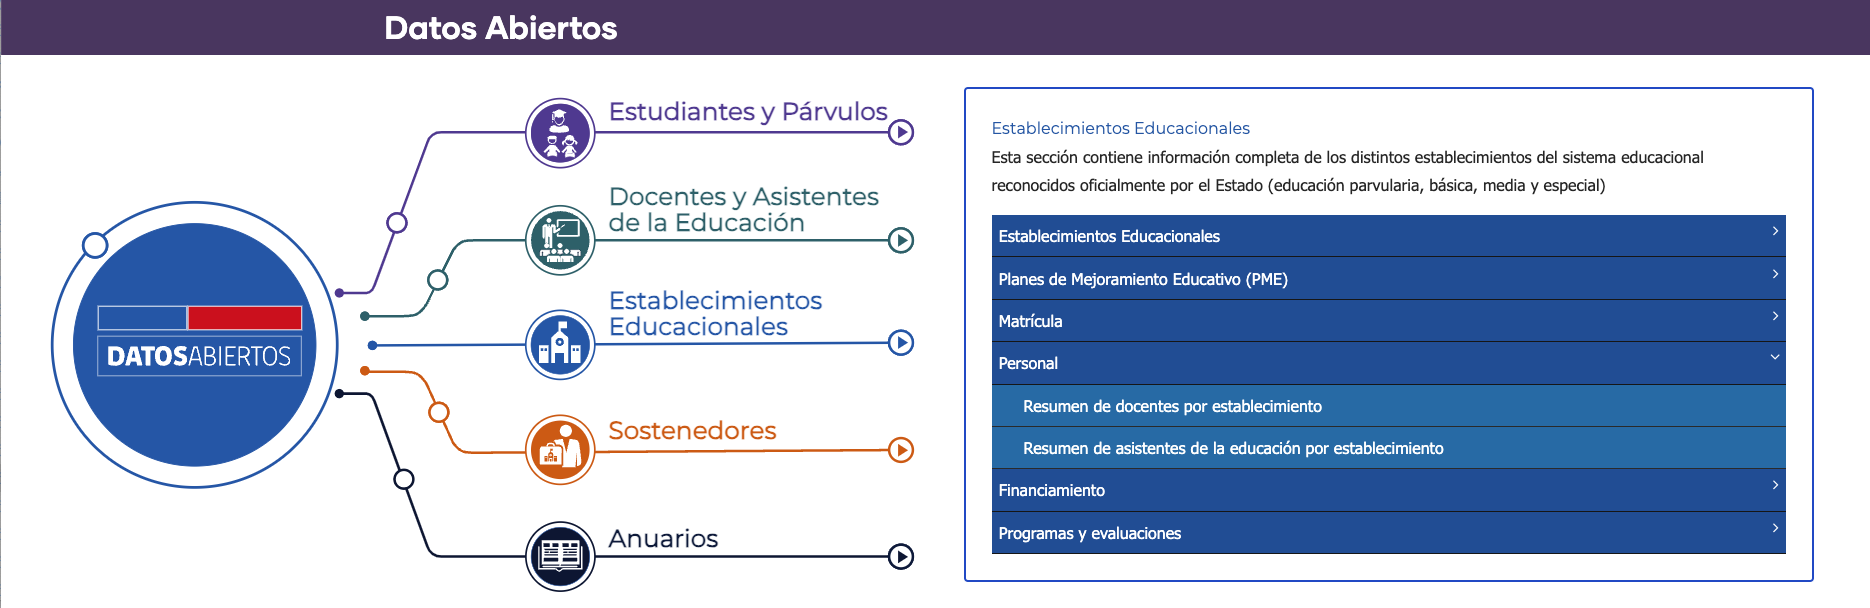 Datos Abiertos
DATOSABIERTOS
Estudiantes y Párvulos
Docentes y Asistentes
de la Educación
Establecimientos
Educacionales
Sostenedores
Anuarios
Establecimientos Educacionales
Esta sección contiene información completa de los distintos establecimientos del sistema educacional
reconocidos oficialmente por el Estado (educación parvularia, básica, media y especial)
Establecimientos Educacionales
Planes de Mejoramiento Educativo (PME)
Matrícula
Personal
Resumen de docentes por establecimiento
Resumen de asistentes de la educación por establecimiento
Financiamiento
Programas y evaluaciones